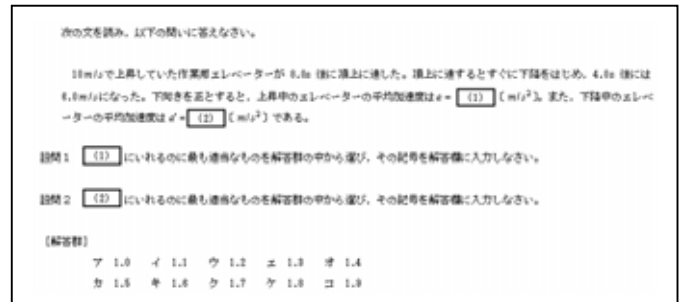 次の文を読み、以下の問いに答えなさい。
10m/sで上昇していた作業用エレベーターが 8.0s 後に頂上に達した。頂上に達するとすぐに下降をはじめ、4.0s 後には
6.0m/sになった。下向きを正とすると、上昇中のエレベーターの平均加速度はa = (1) [m/s²]。また、下降中のエレベ
ーターの平均加速度は a' = (2) [m/s²] である。
設問1 (1) にいれるのに最も適当なものを解答群の中から選び、その記号を解答欄に入力しなさい。
設問2 (2) にいれるのに最も適当なものを解答群の中から選び、その記号を解答欄に入力しなさい。
[解答群]
ア 1.0 イ 1.1 ウ 1.2 エ 1.3 オ 1.4
カ 1.5 キ 1.6 ク 1.7 ケ 1.8 コ 1.9